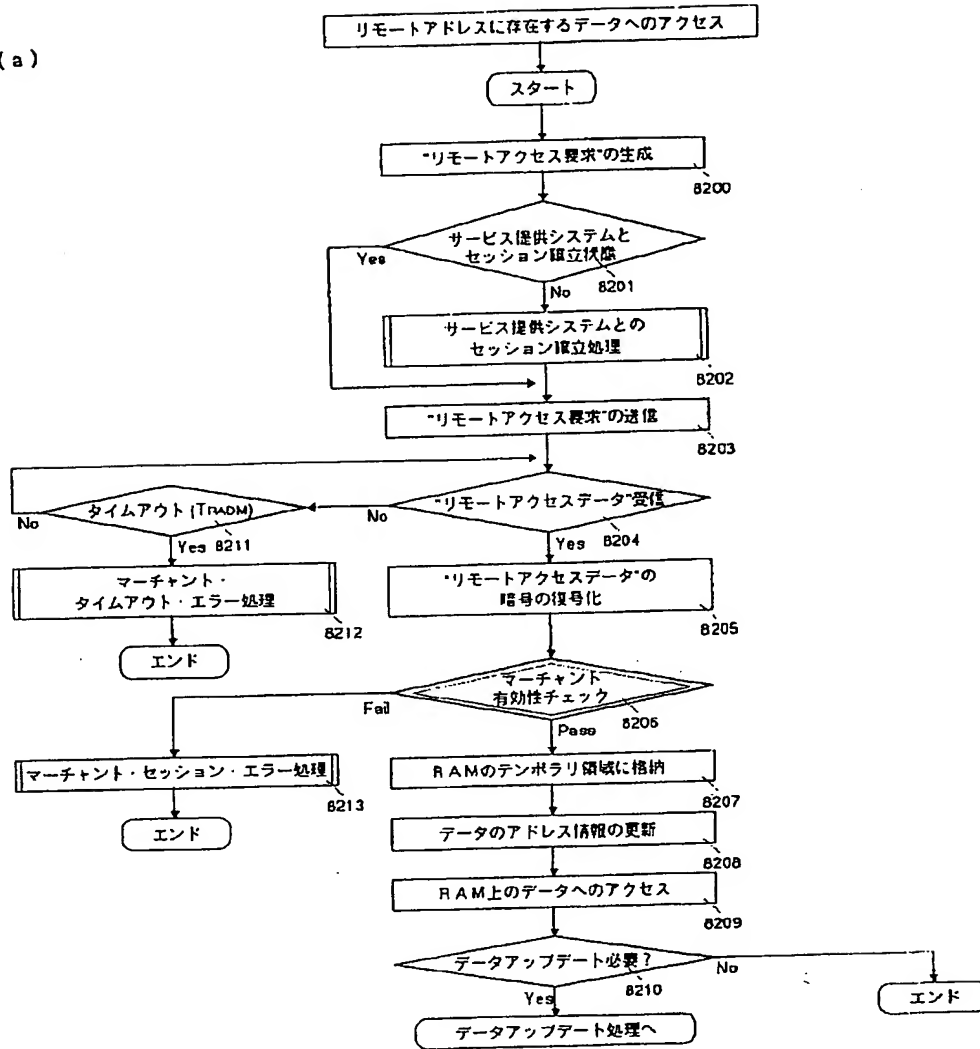 リモートアドレスに存在するデータへのアクセス
(a)
スタート
"リモートアクセス要求"の生成
8200
サービス提供システムと
セッション確立状態
Yes
8201
No
サービス提供システムとの
セッション確立処理
8202
"リモートアクセス要求"の送信
8203
"リモートアクセスデータ"受信
No
8204
Yes
タイムアウト(TRADM)
No
Yes
8211
マーチャント・
タイムアウト・エラー処理
8212
エンド
"リモートアクセスデータ"の
暗号の復号化
8205
マーチャント
有効性チェック
Fail
8206
Pass
マーチャント・セッション・エラー処理
8213
エンド
RAMのテンポラリ領域に格納
8207
データのアドレス情報の更新
8208
RAM上のデータへのアクセス
8209
データアップデート必要?
No
8210
Yes
エンド
データアップデート処理へ